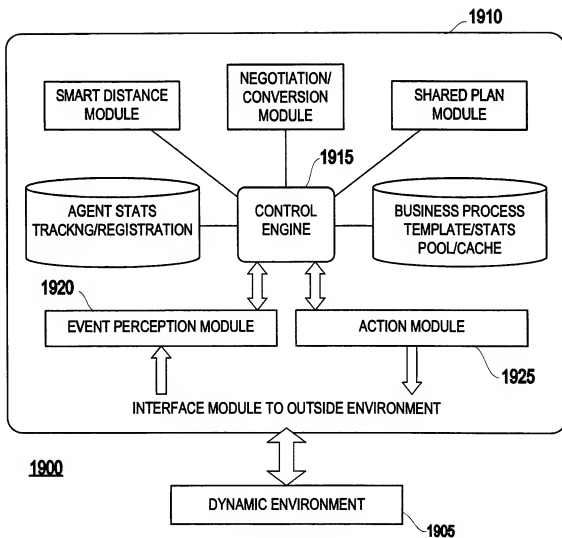 1910
SMART DISTANCE
MODULE
NEGOTIATION/
CONVERSION
MODULE
SHARED PLAN
MODULE
1915
AGENT STATS
TRACKNG/REGISTRATION
CONTROL
ENGINE
BUSINESS PROCESS
TEMPLATE/STATS
POOL/CACHE
1920
EVENT PERCEPTION MODULE
ACTION MODULE
1925
INTERFACE MODULE TO OUTSIDE ENVIRONMENT
1900
DYNAMIC ENVIRONMENT
1905